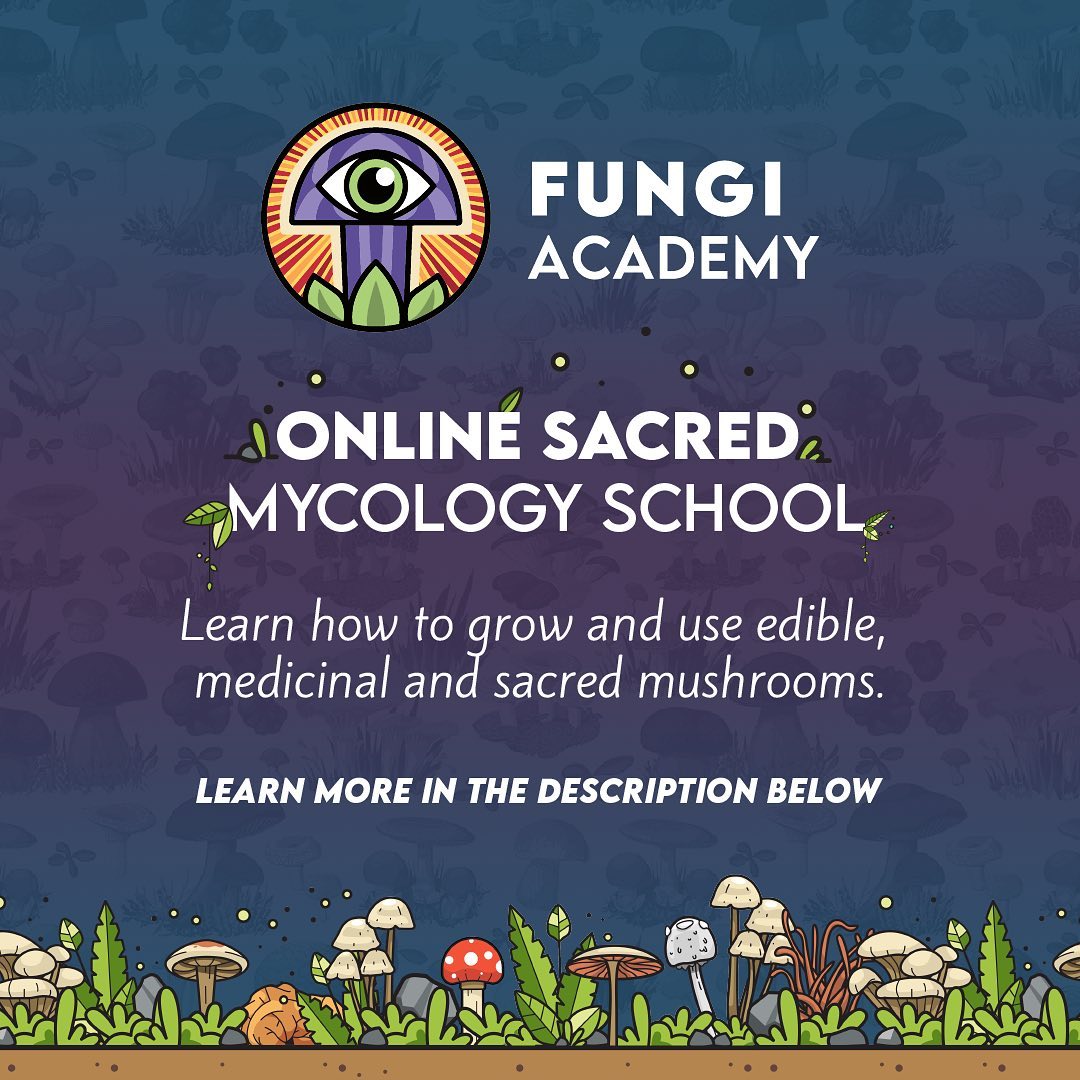 FUNGI
ACADEMY
ONLINE SACRED
MYCOLOGY SCHOOL
Learn how to grow and use edible,
medicinal and sacred mushrooms.
LEARN MORE IN THE DESCRIPTION BELOW